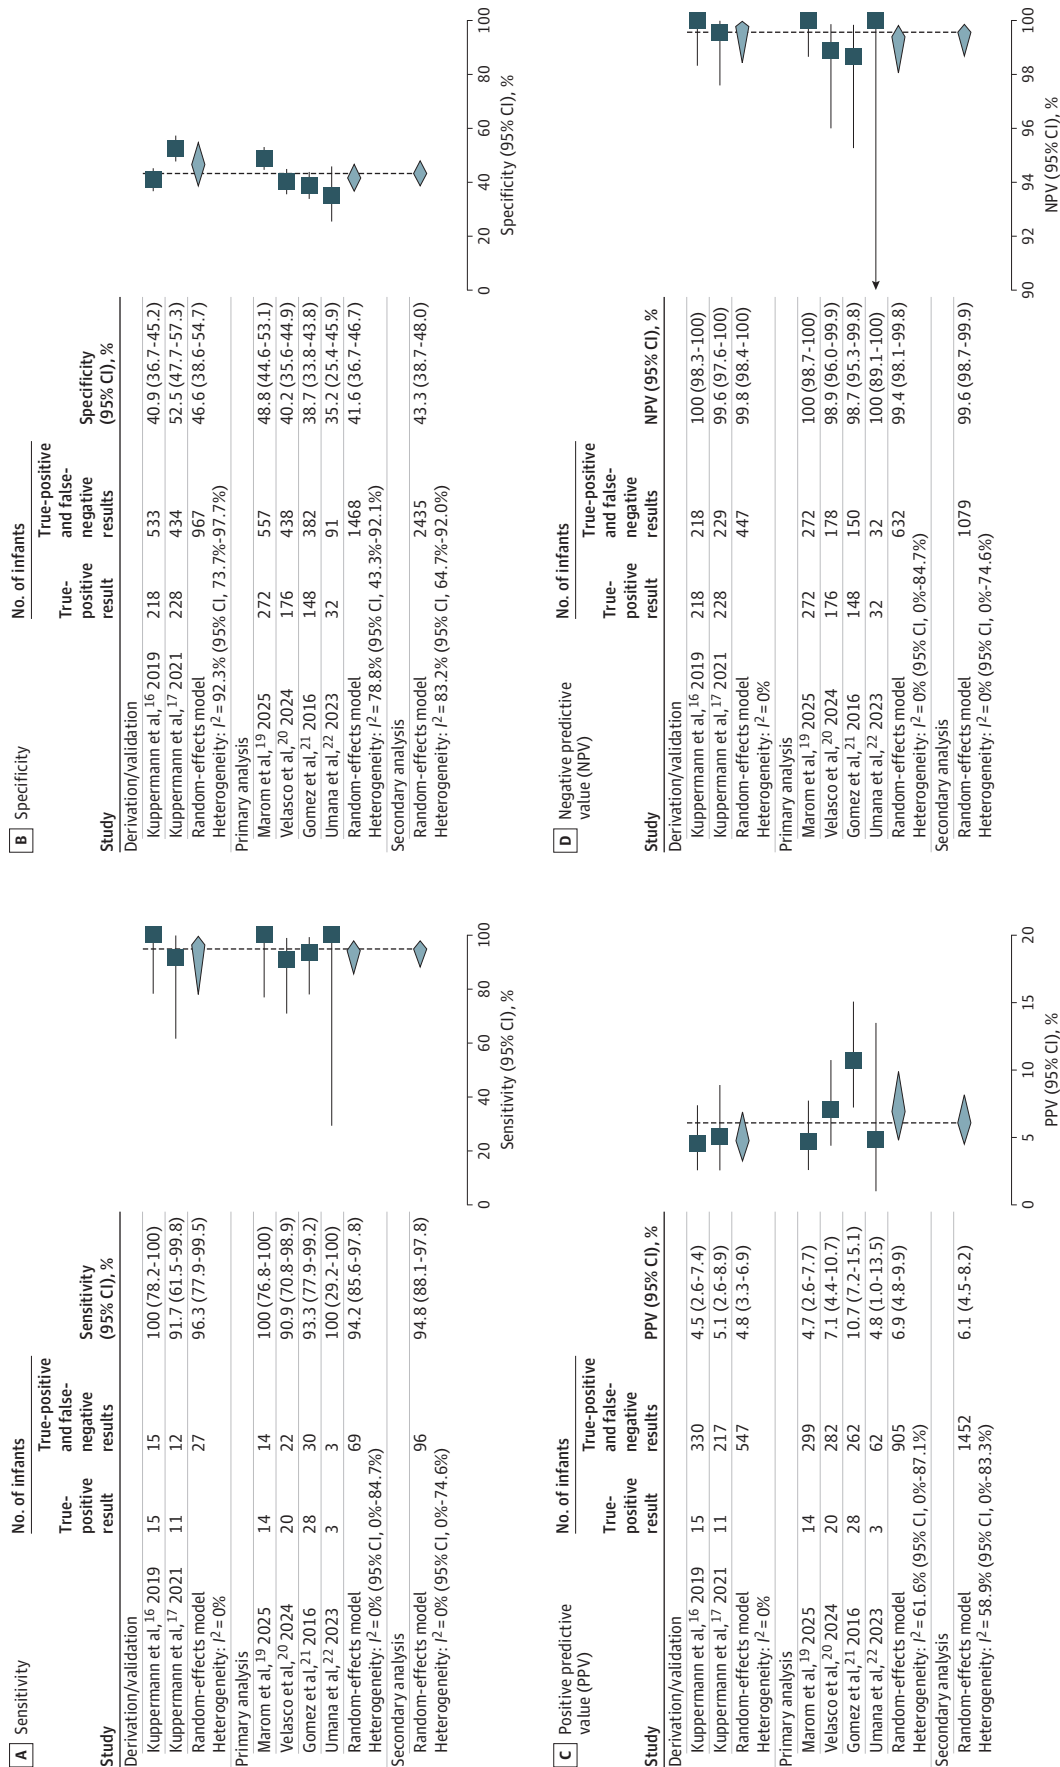 A Sensitivity
No. of infants
Study
True-
positive
result
True-positive
and false-
negative
results
Sensitivity
(95% CI), %
Derivation/validation
Kuppermann et al,16 2019 15 15 100 (78.2-100)
Kuppermann et al,17 2021 11 12 91.7 (61.5-99.8)
Random-effects model 27 96.3 (77.9-99.5)
Heterogeneity: I2 = 0%
Primary analysis
Marom et al,19 2025 14 14 100 (76.8-100)
Velasco et al,20 2024 20 22 90.9 (70.8-98.9)
Gomez et al,21 2016 28 30 93.3 (77.9-99.2)
Umana et al,22 2023 3 3 100 (29.2-100)
Random-effects model 69 94.2 (85.6-97.8)
Heterogeneity: I2 = 0% (95% CI, 0%-84.7%)
Secondary analysis
Random-effects model 96 94.8 (88.1-97.8)
Heterogeneity: I2 = 0% (95% CI, 0%-74.6%)
0 20 40 60 80 100
Sensitivity (95% CI), %
B Specificity
No. of infants
Study
True-
positive
result
True-positive
and false-
negative
results
Specificity
(95% CI), %
Derivation/validation
Kuppermann et al,16 2019 218 533 40.9 (36.7-45.2)
Kuppermann et al,17 2021 228 434 52.5 (47.7-57.3)
Random-effects model 967 46.6 (38.6-54.7)
Heterogeneity: I2 = 92.3% (95% CI, 73.7%-97.7%)
Primary analysis
Marom et al,19 2025 272 557 48.8 (44.6-53.1)
Velasco et al,20 2024 176 438 40.2 (35.6-44.9)
Gomez et al,21 2016 148 382 38.7 (33.8-43.8)
Umana et al,22 2023 32 91 35.2 (25.4-45.9)
Random-effects model 1468 41.6 (36.7-46.7)
Heterogeneity: I2 = 78.8% (95% CI, 43.3%-92.1%)
Secondary analysis
Random-effects model 2435 43.3 (38.7-48.0)
Heterogeneity: I2 = 83.2% (95% CI, 64.7%-92.0%)
0 20 40 60 80 100
Specificity (95% CI), %
C Positive predictive
value (PPV)
No. of infants
Study
True-
positive
result
True-positive
and false-
negative
results
PPV (95% CI), %
Derivation/validation
Kuppermann et al,16 2019 15 330 4.5 (2.6-7.4)
Kuppermann et al,17 2021 11 217 5.1 (2.6-8.9)
Random-effects model 547 4.8 (3.3-6.9)
Heterogeneity: I2 = 0%
Primary analysis
Marom et al,19 2025 14 299 4.7 (2.6-7.7)
Velasco et al,20 2024 20 282 7.1 (4.4-10.7)
Gomez et al,21 2016 28 262 10.7 (7.2-15.1)
Umana et al,22 2023 3 62 4.8 (1.0-13.5)
Random-effects model 905 6.9 (4.8-9.9)
Heterogeneity: I2 = 61.6% (95% CI, 0%-87.1%)
Secondary analysis
Random-effects model 1452 6.1 (4.5-8.2)
Heterogeneity: I2 = 58.9% (95% CI, 0%-83.3%)
0 5 10 15 20
PPV (95% CI), %
D Negative predictive
value (NPV)
No. of infants
Study
True-
positive
result
True-positive
and false-
negative
results
NPV (95% CI), %
Derivation/validation
Kuppermann et al,16 2019 218 218 100 (98.3-100)
Kuppermann et al,17 2021 228 229 99.6 (97.6-100)
Random-effects model 447 99.8 (98.4-100)
Heterogeneity: I2 = 0%
Primary analysis
Marom et al,19 2025 272 272 100 (98.7-100)
Velasco et al,20 2024 176 178 98.9 (96.0-99.9)
Gomez et al,21 2016 148 150 98.7 (95.3-99.8)
Umana et al,22 2023 32 32 100 (89.1-100)
Random-effects model 632 99.4 (98.1-99.8)
Heterogeneity: I2 = 0% (95% CI, 0%-84.7%)
Secondary analysis
Random-effects model 1079 99.6 (98.7-99.9)
Heterogeneity: I2 = 0% (95% CI, 0%-74.6%)
90 92 94 96 98 100
NPV (95% CI), %